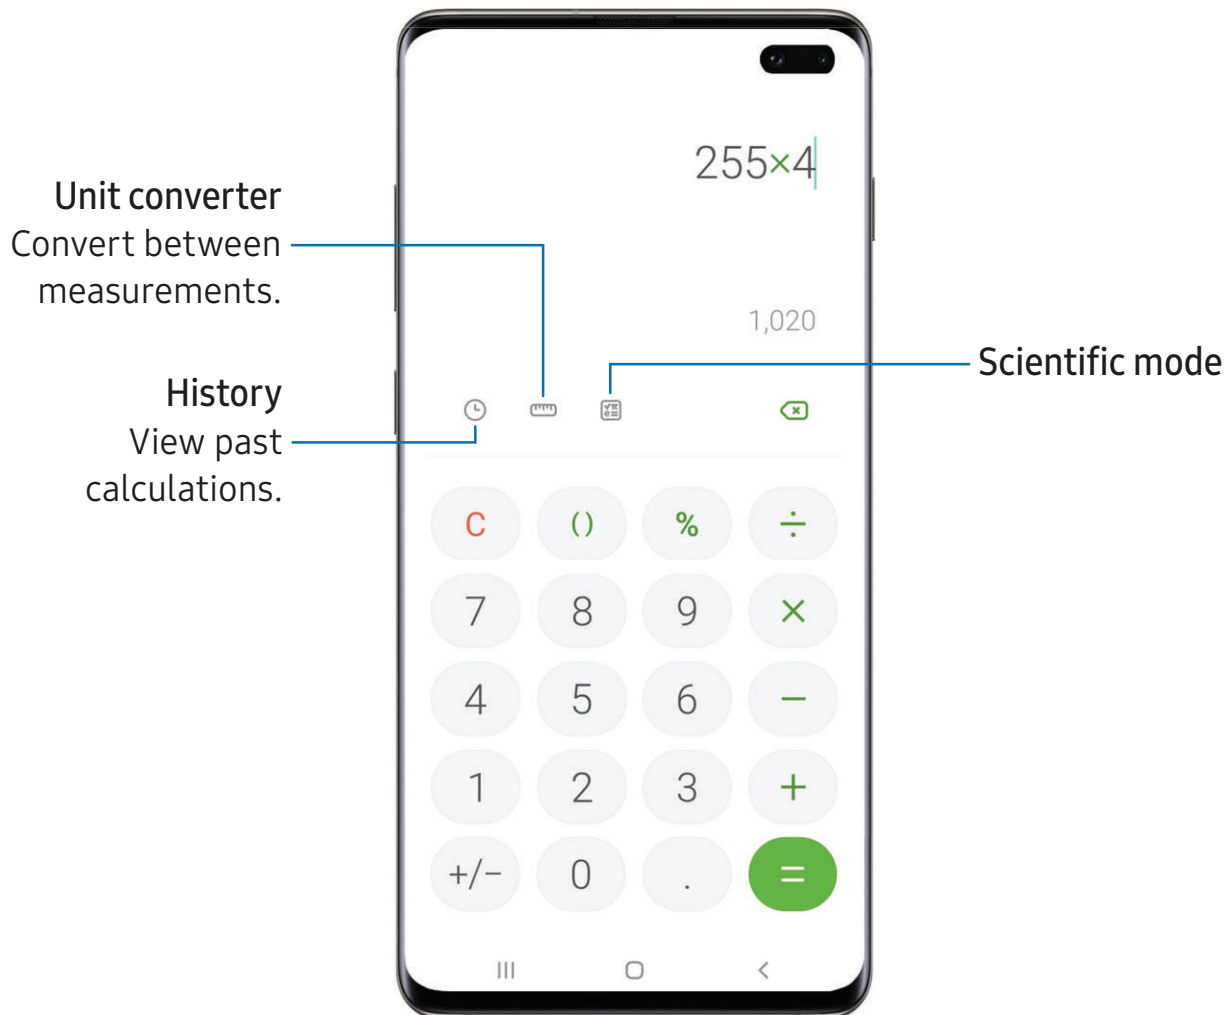 255×4
Unit converter
Convert between
measurements.
1,020
Scientific mode
History
View past
calculations.
√π
e=
C () % ÷
7 8 9 ×
4 5 6 −
1 2 3 +
+/− 0 . =